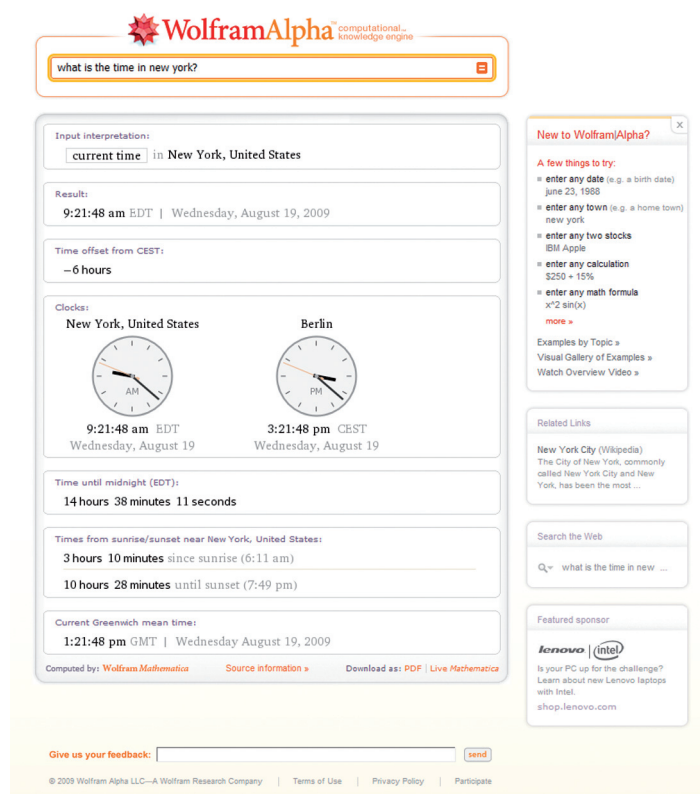 WolframAlpha™ computational... knowledge engine
what is the time in new york?
Input interpretation:
current time in New York, United States
Result:
9:21:48 am EDT | Wednesday, August 19, 2009
Time offset from CEST:
−6 hours
Clocks:
New York, United States Berlin
AM PM
9:21:48 am EDT 3:21:48 pm CEST
Wednesday, August 19 Wednesday, August 19
Time until midnight (EDT):
14 hours 38 minutes 11 seconds
Times from sunrise/sunset near New York, United States:
3 hours 10 minutes since sunrise (6:11 am)
10 hours 28 minutes until sunset (7:49 pm)
Current Greenwich mean time:
1:21:48 pm GMT | Wednesday August 19, 2009
Computed by: Wolfram Mathematica Source information » Download as: PDF | Live Mathematica
x
New to Wolfram|Alpha?
A few things to try:
enter any date (e.g. a birth date)
june 23, 1988
enter any town (e.g. a home town)
new york
enter any two stocks
IBM Apple
enter any calculation
$250 + 15%
enter any math formula
x^2 sin(x)
more »
Examples by Topic »
Visual Gallery of Examples »
Watch Overview Video »
Related Links
New York City (Wikipedia)
The City of New York, commonly
called New York City and New
York, has been the most ...
Search the Web
what is the time in new ...
Featured sponsor
lenovo | intel
Is your PC up for the challenge?
Learn about new Lenovo laptops
with Intel.
shop.lenovo.com
Give us your feedback: send
© 2009 Wolfram Alpha LLC—A Wolfram Research Company | Terms of Use | Privacy Policy | Participate